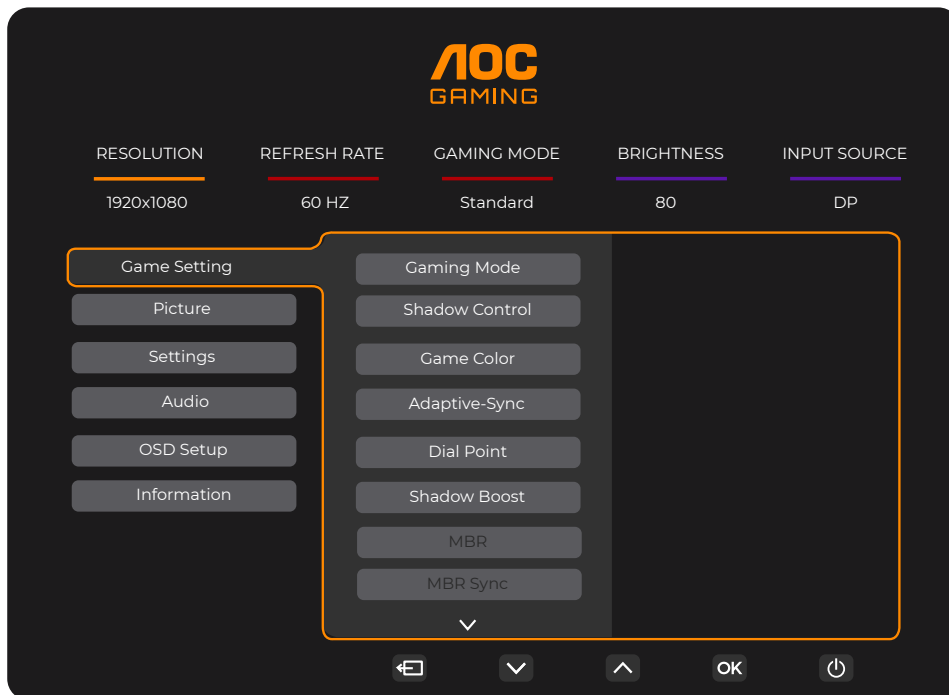 AOC
GAMING
RESOLUTION REFRESH RATE GAMING MODE BRIGHTNESS INPUT SOURCE
1920x1080 60 HZ Standard 80 DP
Game Setting
Picture
Settings
Audio
OSD Setup
Information
Gaming Mode
Shadow Control
Game Color
Adaptive-Sync
Dial Point
Shadow Boost
MBR
MBR Sync
OK